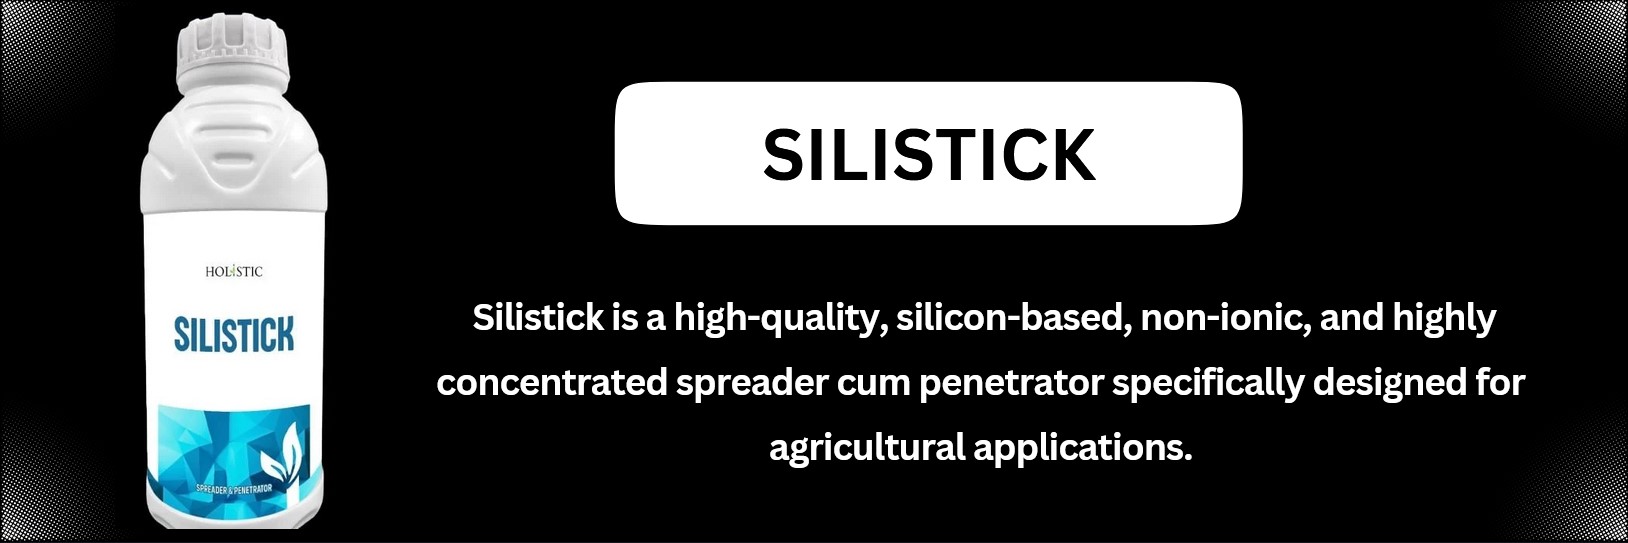 SILISTICK
Silistick is a high-quality, silicon-based, non-ionic, and highly
concentrated spreader cum penetrator specifically designed for
agricultural applications.
HOLISTIC
SILISTICK
SPREADER & PENETRATOR